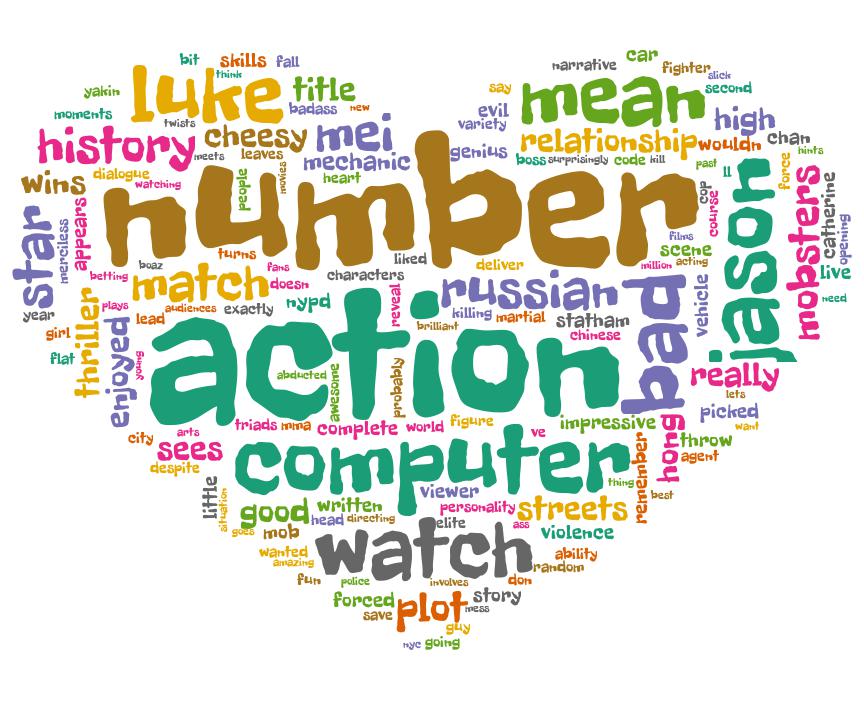 bit skills fall
think
luke title
yakin
badass new
moments
twists
history cheesy mei
meets leaves mechanic
wins dialogue heart
watching people movies
narrative car fighter
slick
say mean second
evil high
variety
relationship wouldn chan
genius boss surprisingly code kill past hints
number
star merciless appears
liked
ll force
cop course
jason
mobsters catherine opening
films
scene
million acting
turns fans deliver
betting boaz match doesn characters
live
need
year plays audiences exactly nypd reveal russian bad vehicle
girl thriller enjoyed lead killing martial statham
brilliant chinese
flat young
action
abducted awesome probably
really
lets
picked
want
city arts triads mma complete world figure ve impressive hong throw
sees computer remember agent
despite
thing
little situation viewer best
good written personality streets
goes mob head directing elite ass violence
wanted watch ability
amazing random
fun police involves don
forced plot story
save mess
guy
nyc going